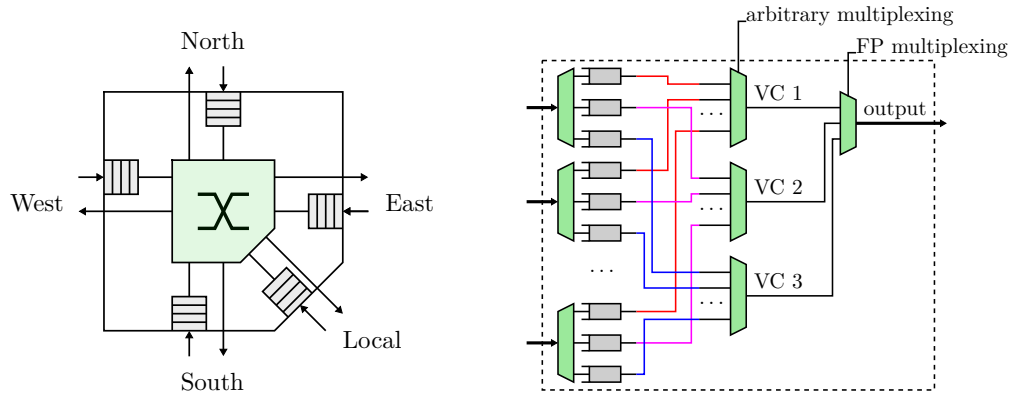 North
West
East
Local
South
arbitrary multiplexing
FP multiplexing
VC 1
output
...
VC 2
...
...
VC 3
...